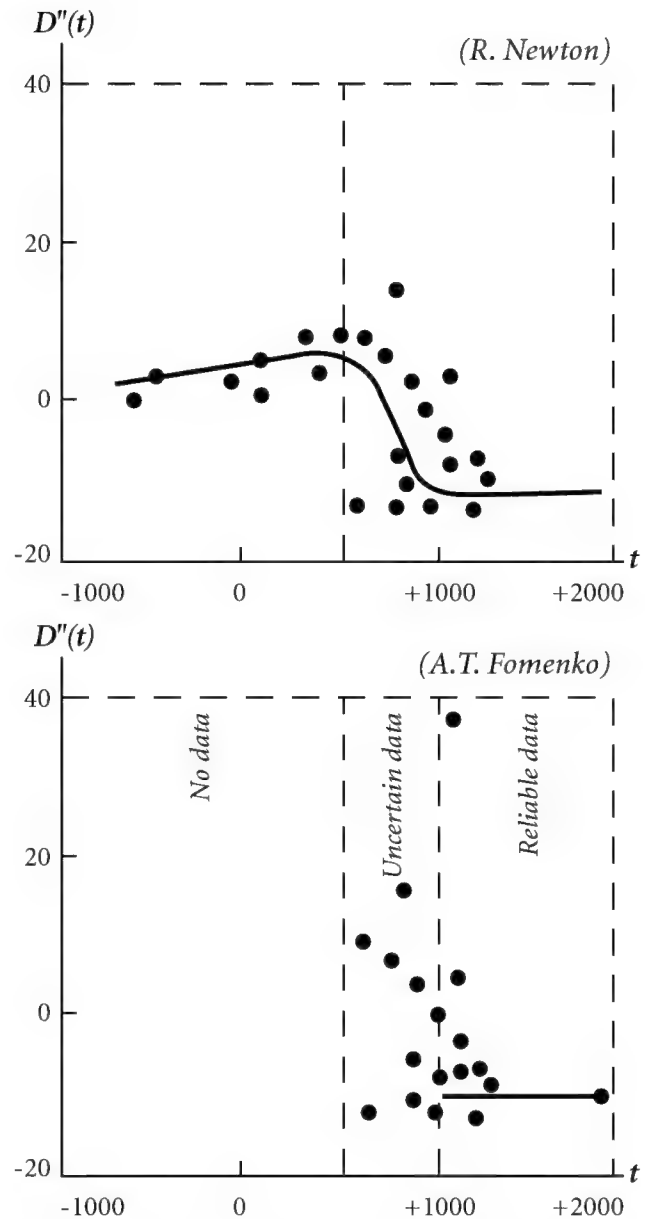 D"(t)
(R. Newton)
40
20
0
-20
t
-1000 0 +1000 +2000
D"(t)
(A.T. Fomenko)
40
No data
Uncertain data
Reliable data
20
0
-20
t
-1000 0 +1000 +2000